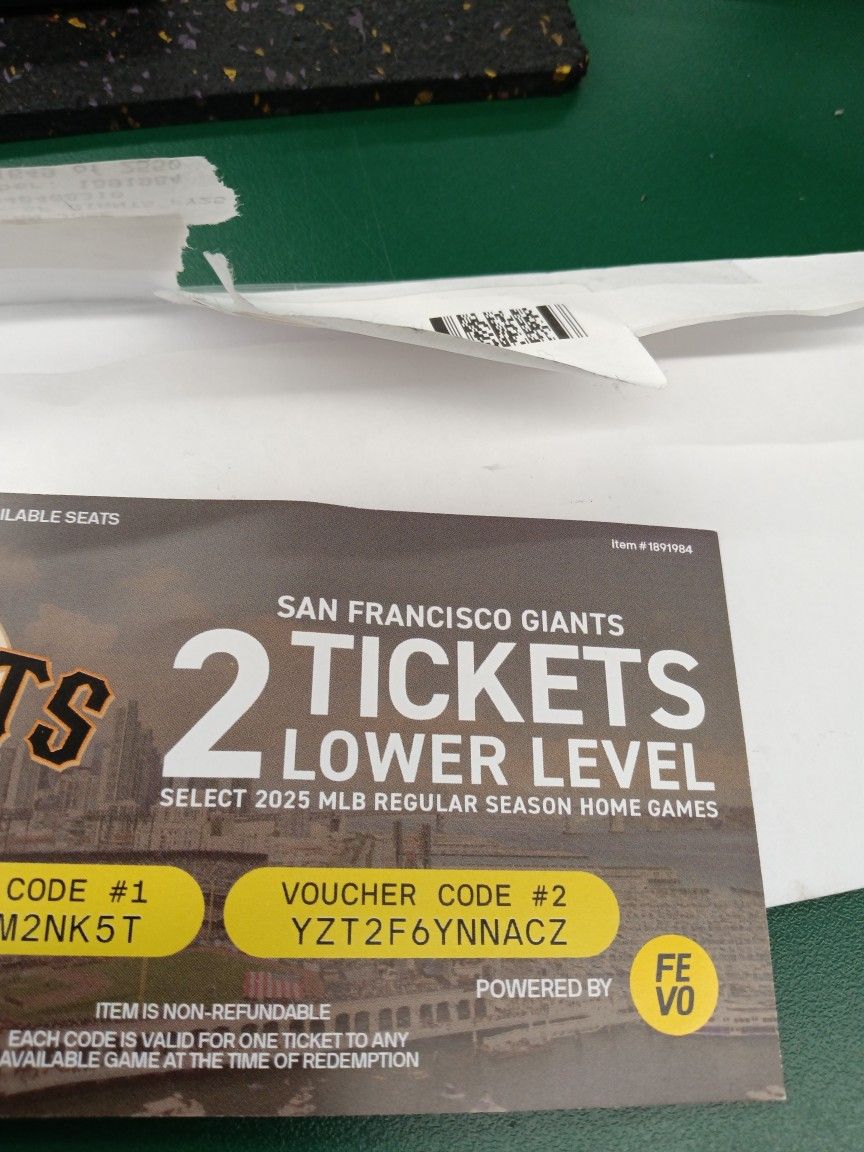 ILABLE SEATS
Item #1891984
SAN FRANCISCO GIANTS
2 TICKETS
LOWER LEVEL
SELECT 2025 MLB REGULAR SEASON HOME GAMES
TS
CODE #1
M2NK5T
VOUCHER CODE #2
YZT2F6YNNACZ
POWERED BY
FE
VO
ITEM IS NON-REFUNDABLE
EACH CODE IS VALID FOR ONE TICKET TO ANY
AVAILABLE GAME AT THE TIME OF REDEMPTION